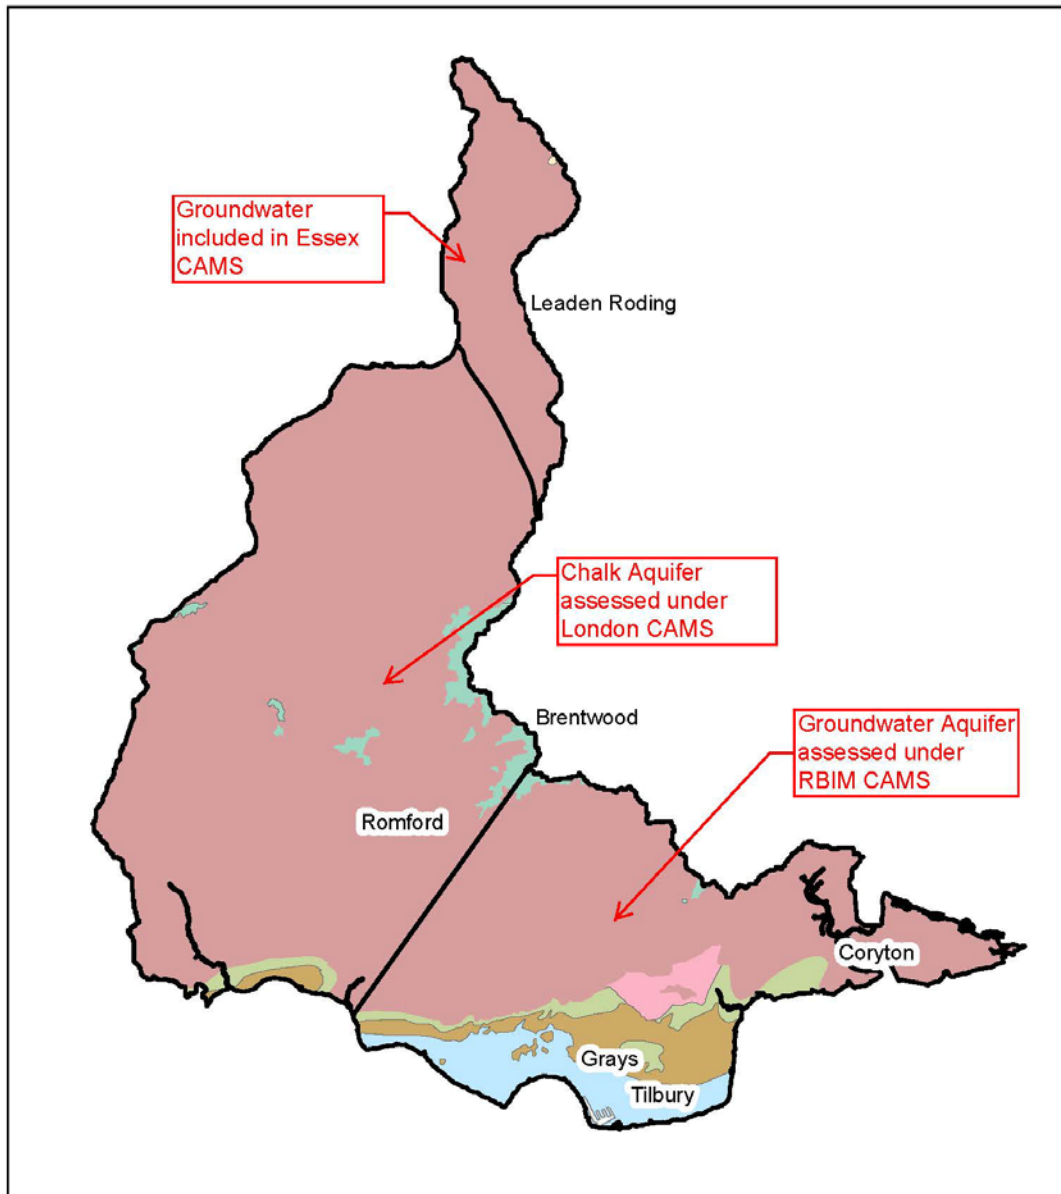 Groundwater
included in Essex
CAMS
Leaden Roding
Chalk Aquifer
assessed under
London CAMS
Brentwood
Groundwater Aquifer
assessed under
RBIM CAMS
Romford
Coryton
Grays
Tilbury